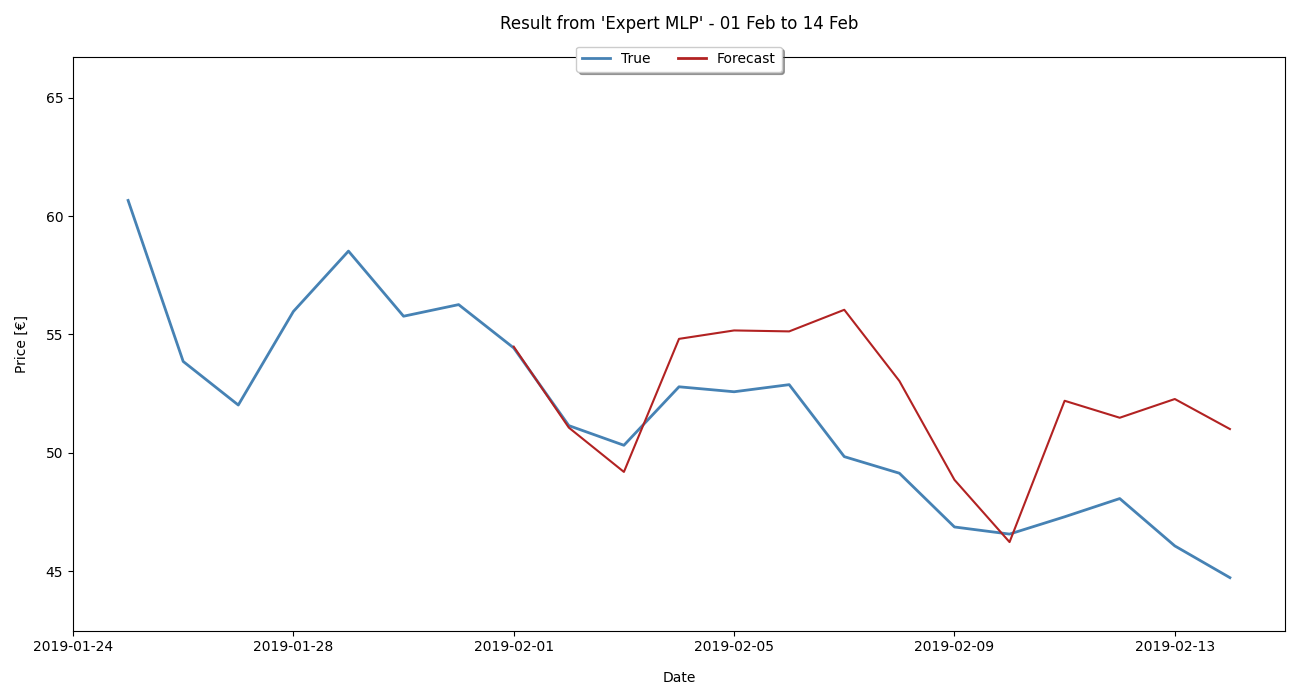 Result from 'Expert MLP' - 01 Feb to 14 Feb
True Forecast
Price [€]
65
60
55
50
45
2019-01-24 2019-01-28 2019-02-01 2019-02-05 2019-02-09 2019-02-13
Date